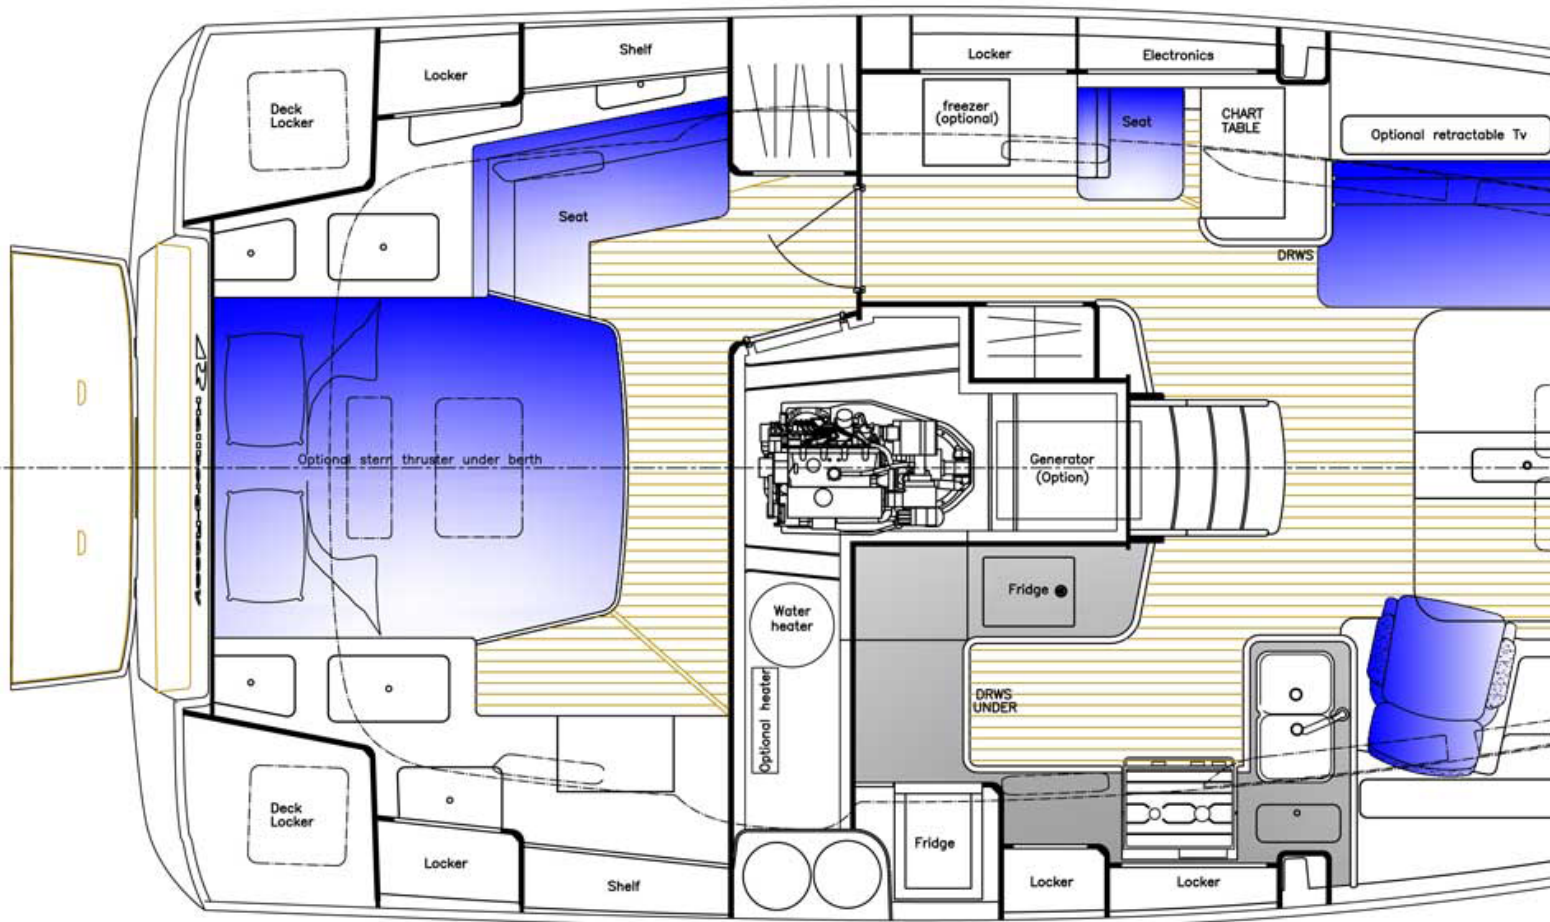 Shelf
Locker
Deck
Locker
Seat
Locker
Electronics
freezer
(optional)
Seat
CHART
TABLE
Optional retractable Tv
DRWS
Optional stern thruster under berth
Generator
(Option)
Fridge
Water
heater
Optional heater
DRWS
UNDER
Deck
Locker
Locker
Shelf
Fridge
Locker
Locker